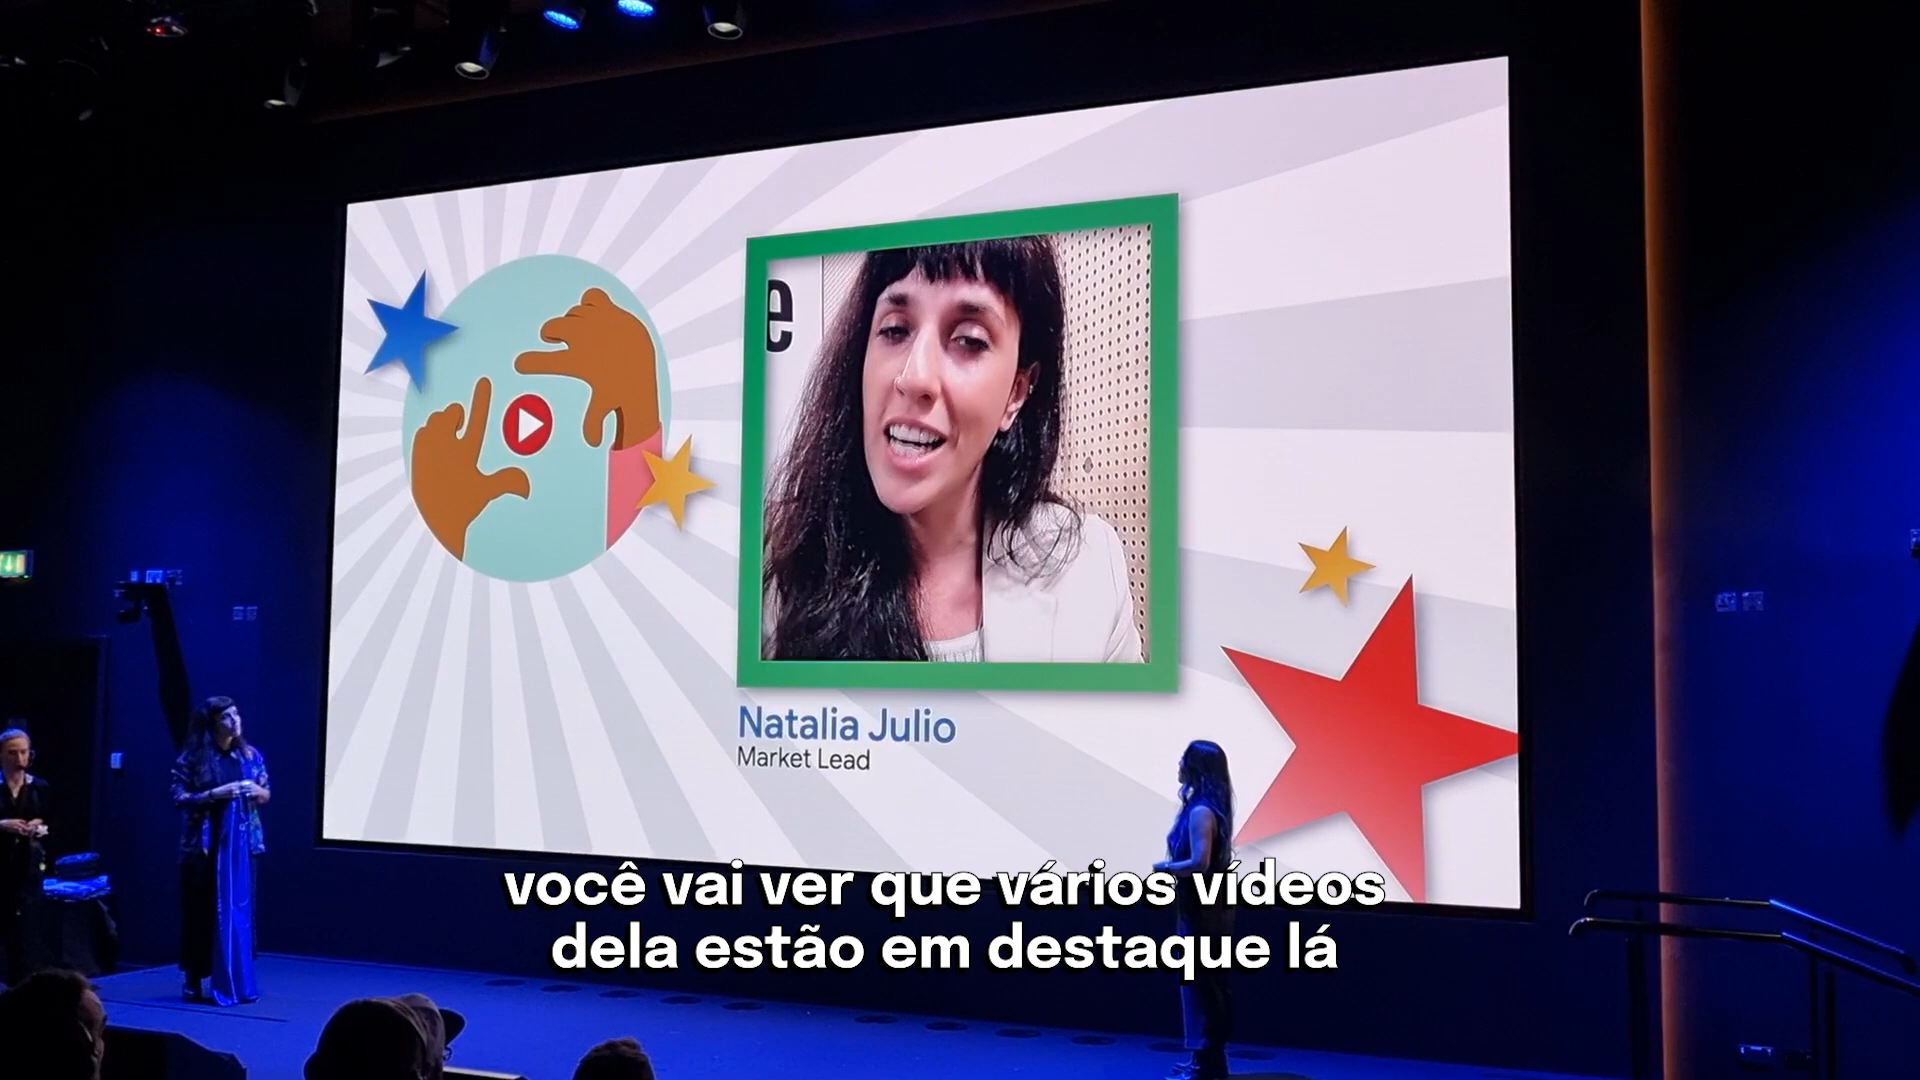 e
Natalia Julio
Market Lead
você vai ver que vários vídeos
dela estão em destaque lá